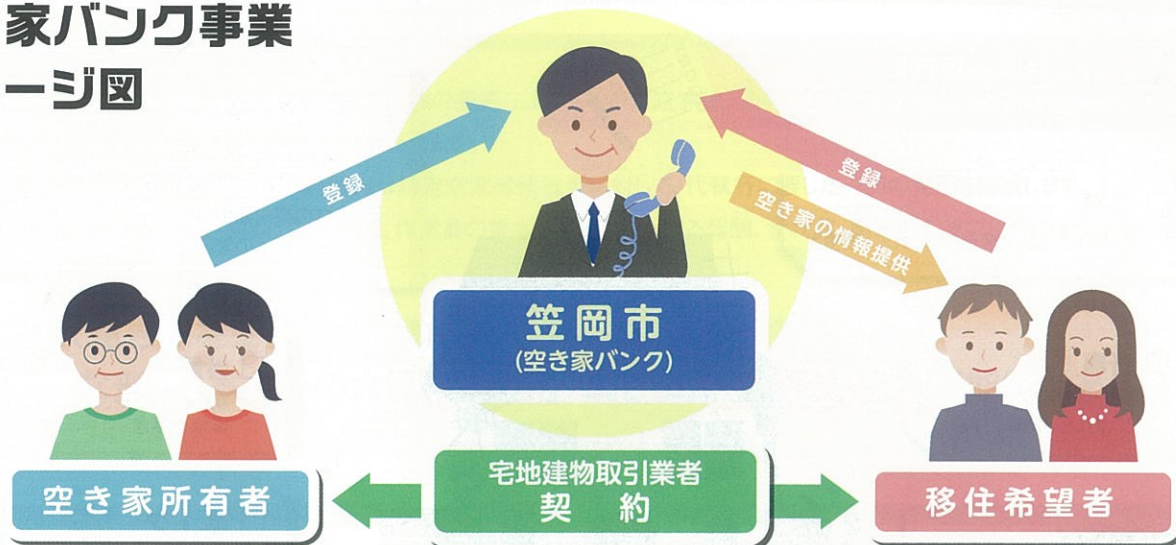 家バンク事業
ージ図
登録
登録
空き家の情報提供
笠岡市
(空き家バンク)
空き家所有者
宅地建物取引業者
契 約
移住希望者